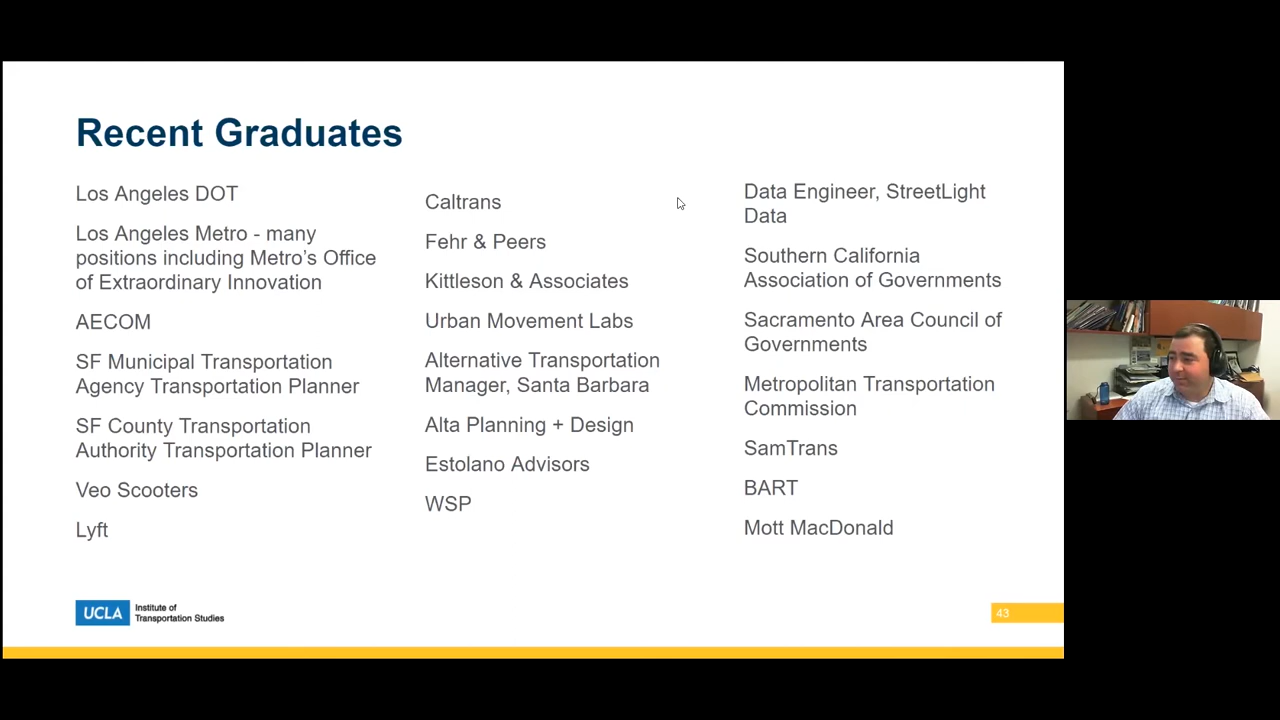 Recent Graduates
Los Angeles DOT
Los Angeles Metro - many
positions including Metro's Office
of Extraordinary Innovation
AECOM
SF Municipal Transportation
Agency Transportation Planner
SF County Transportation
Authority Transportation Planner
Veo Scooters
Lyft
Caltrans
Fehr & Peers
Kittleson & Associates
Urban Movement Labs
Alternative Transportation
Manager, Santa Barbara
Alta Planning + Design
Estolano Advisors
WSP
Data Engineer, StreetLight
Data
Southern California
Association of Governments
Sacramento Area Council of
Governments
Metropolitan Transportation
Commission
SamTrans
BART
Mott MacDonald
UCLA
Institute of
Transportation Studies
43